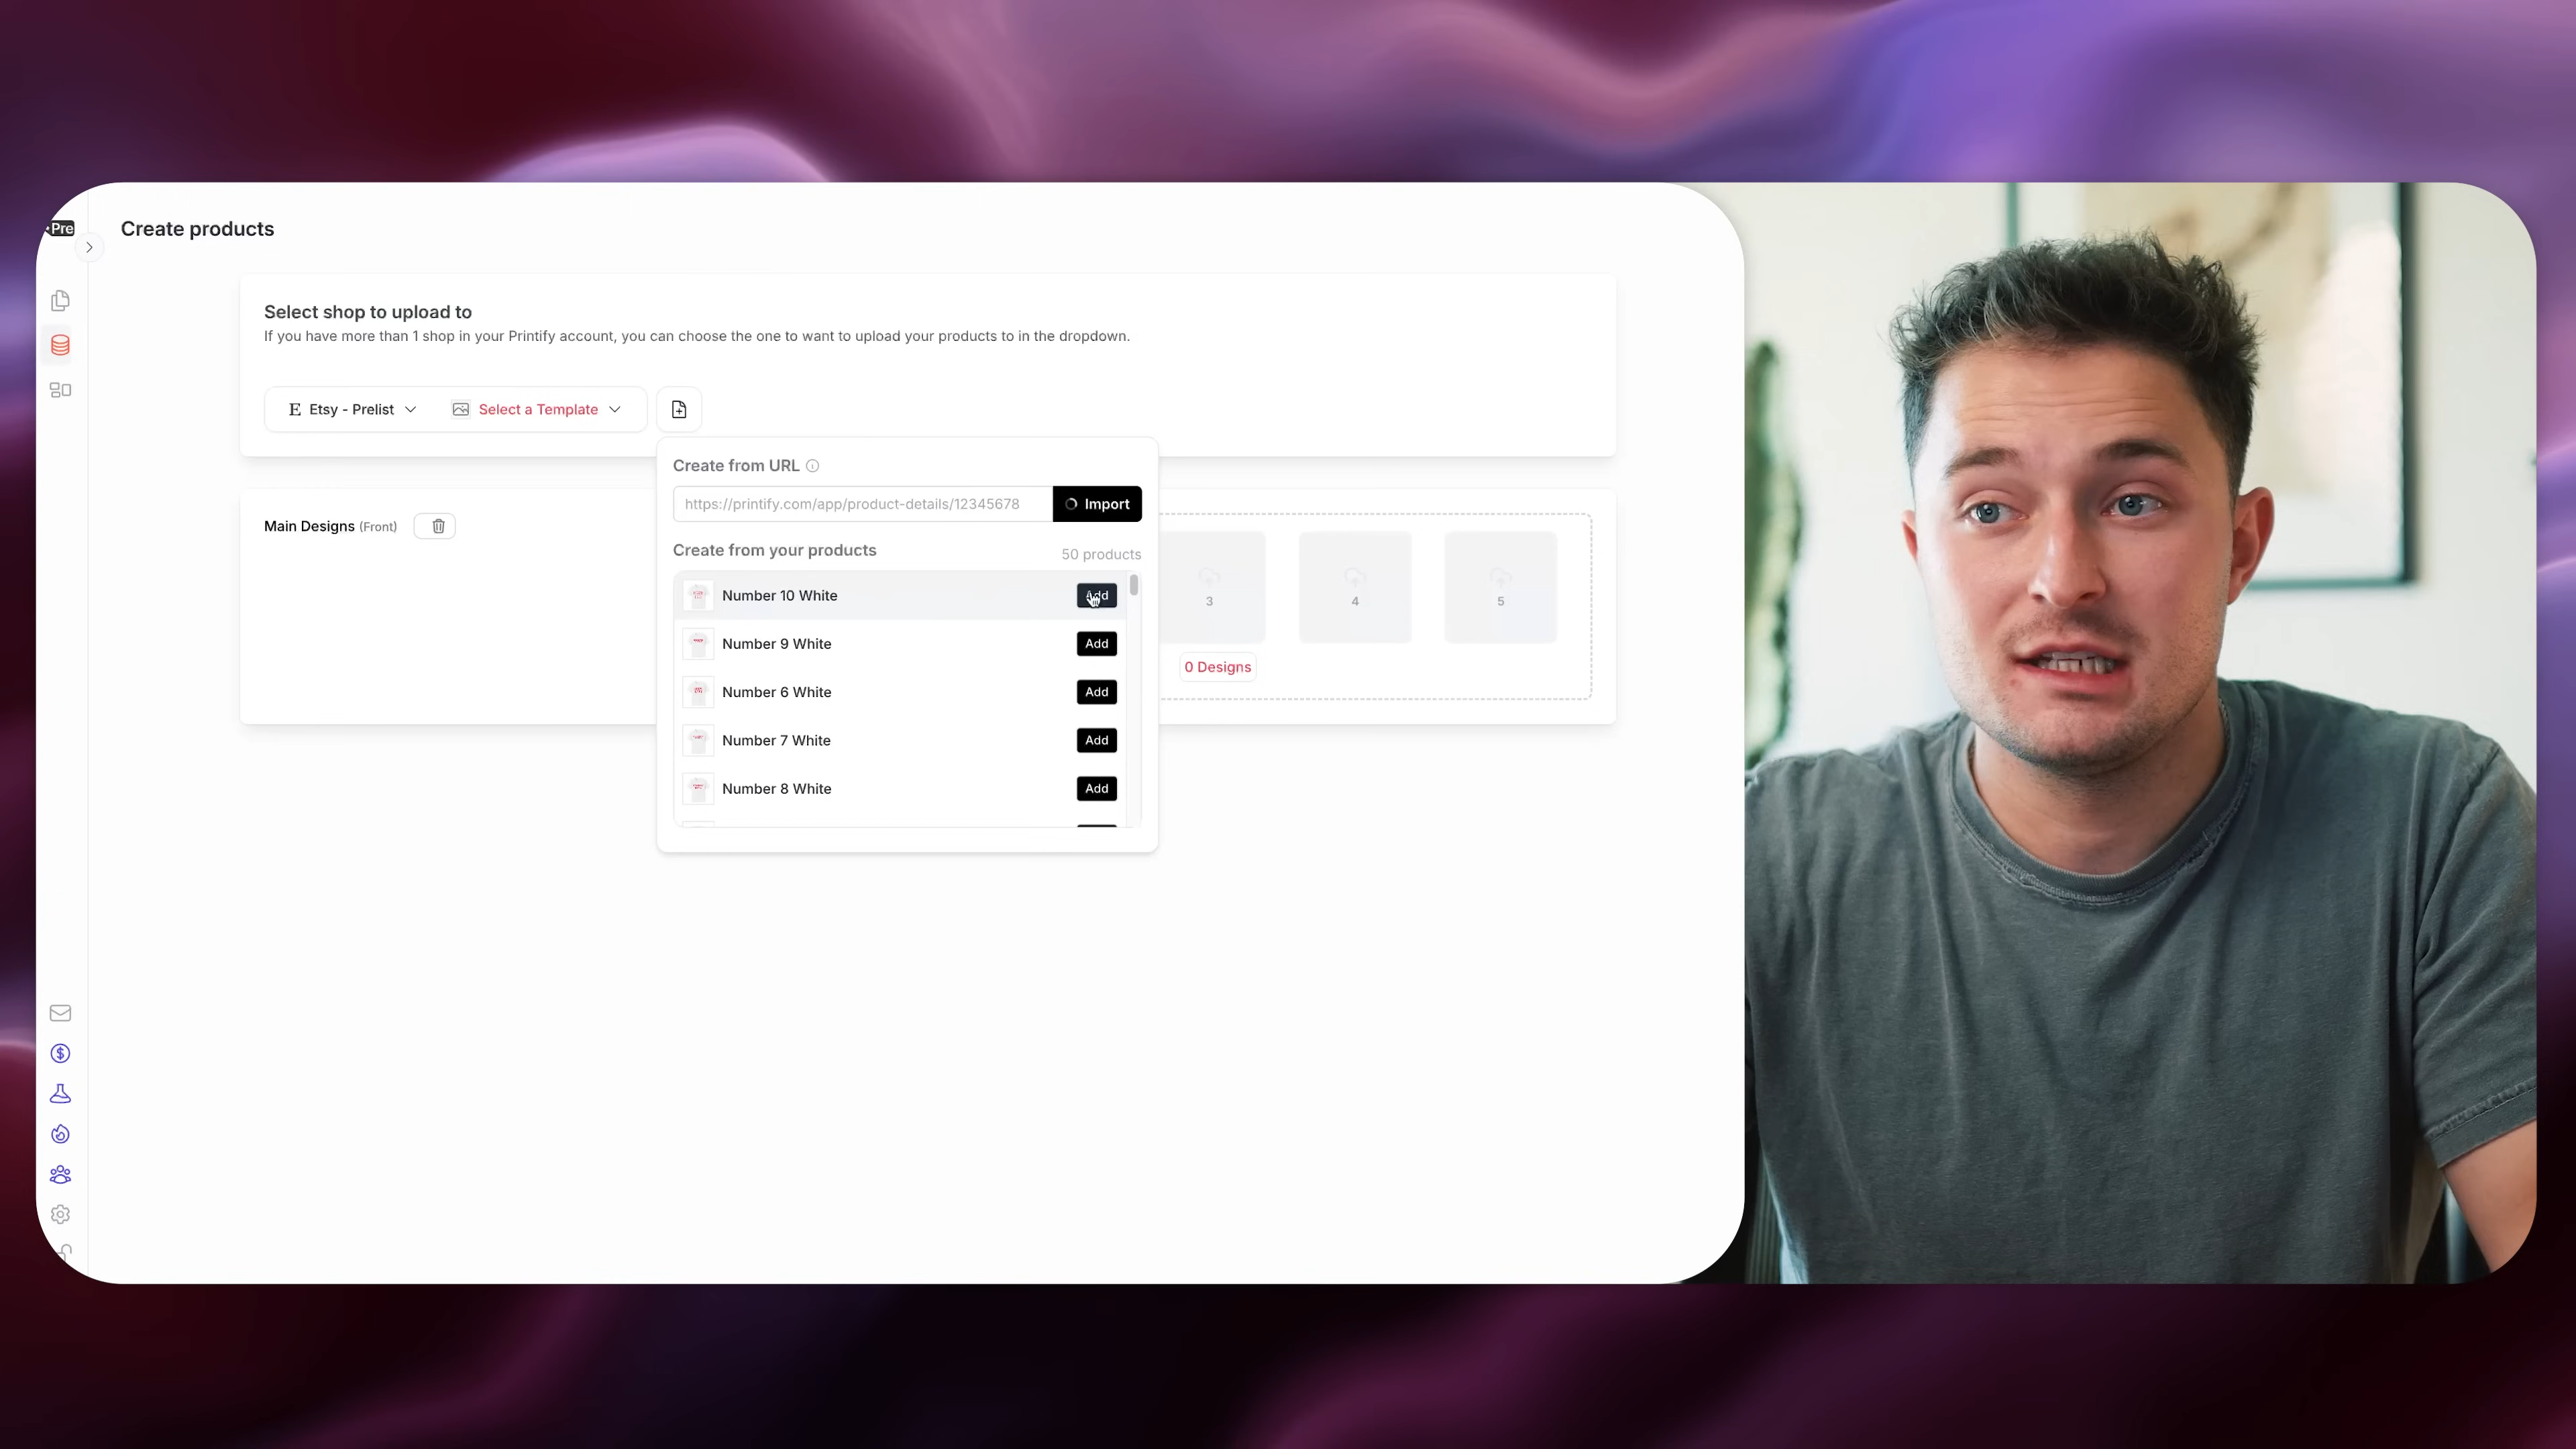 Pre
Create products
Select shop to upload to
If you have more than 1 shop in your Printify account, you can choose the one to want to upload your products to in the dropdown.
E Etsy - Prelist
Select a Template
Create from URL
https://printify.com/app/product-details/12345678
Import
Main Designs (Front)
Create from your products
50 products
Number 10 White
Add
Number 9 White
Add
Number 6 White
Add
Number 7 White
Add
Number 8 White
Add
3
4
5
0 Designs